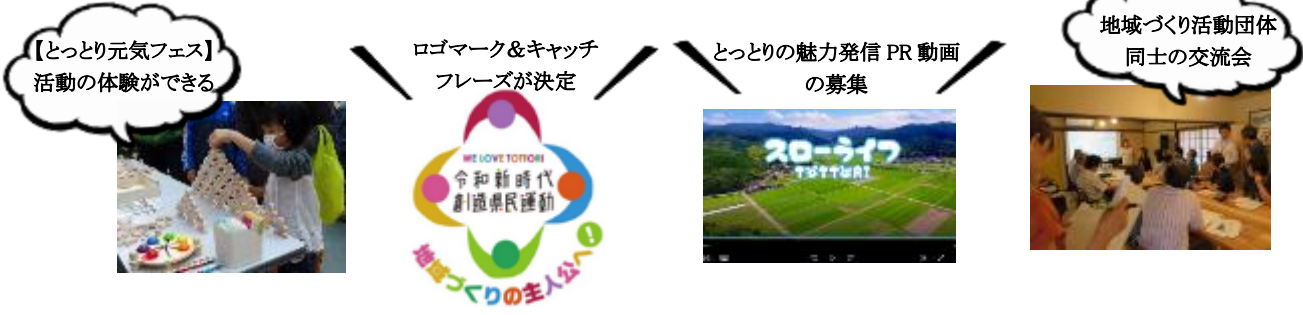 【とっとり元気フェス】
活動の体験ができる
ロゴマーク&キャッチ
フレーズが決定
WE LOVE TOTTORI
令和新時代
創造県民運動
地域づくりの主人公へ！
とっとりの魅力発信 PR 動画
の募集
スローライフ
TOTTORI
地域づくり活動団体
同士の交流会